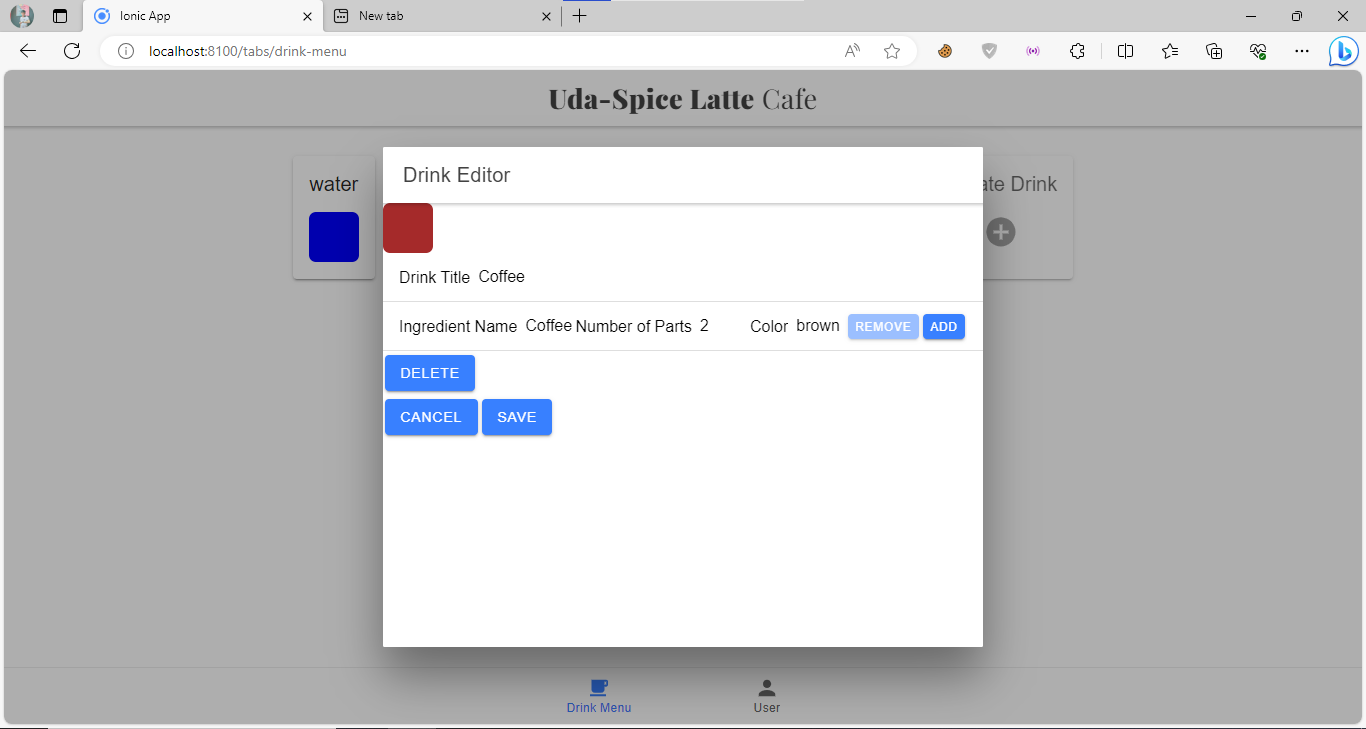 Ionic App
New tab
localhost:8100/tabs/drink-menu
Uda-Spice Latte Cafe
water
Drink Editor
ate Drink
Drink Title Coffee
Ingredient Name Coffee Number of Parts 2 Color brown REMOVE ADD
DELETE
CANCEL SAVE
Drink Menu
User